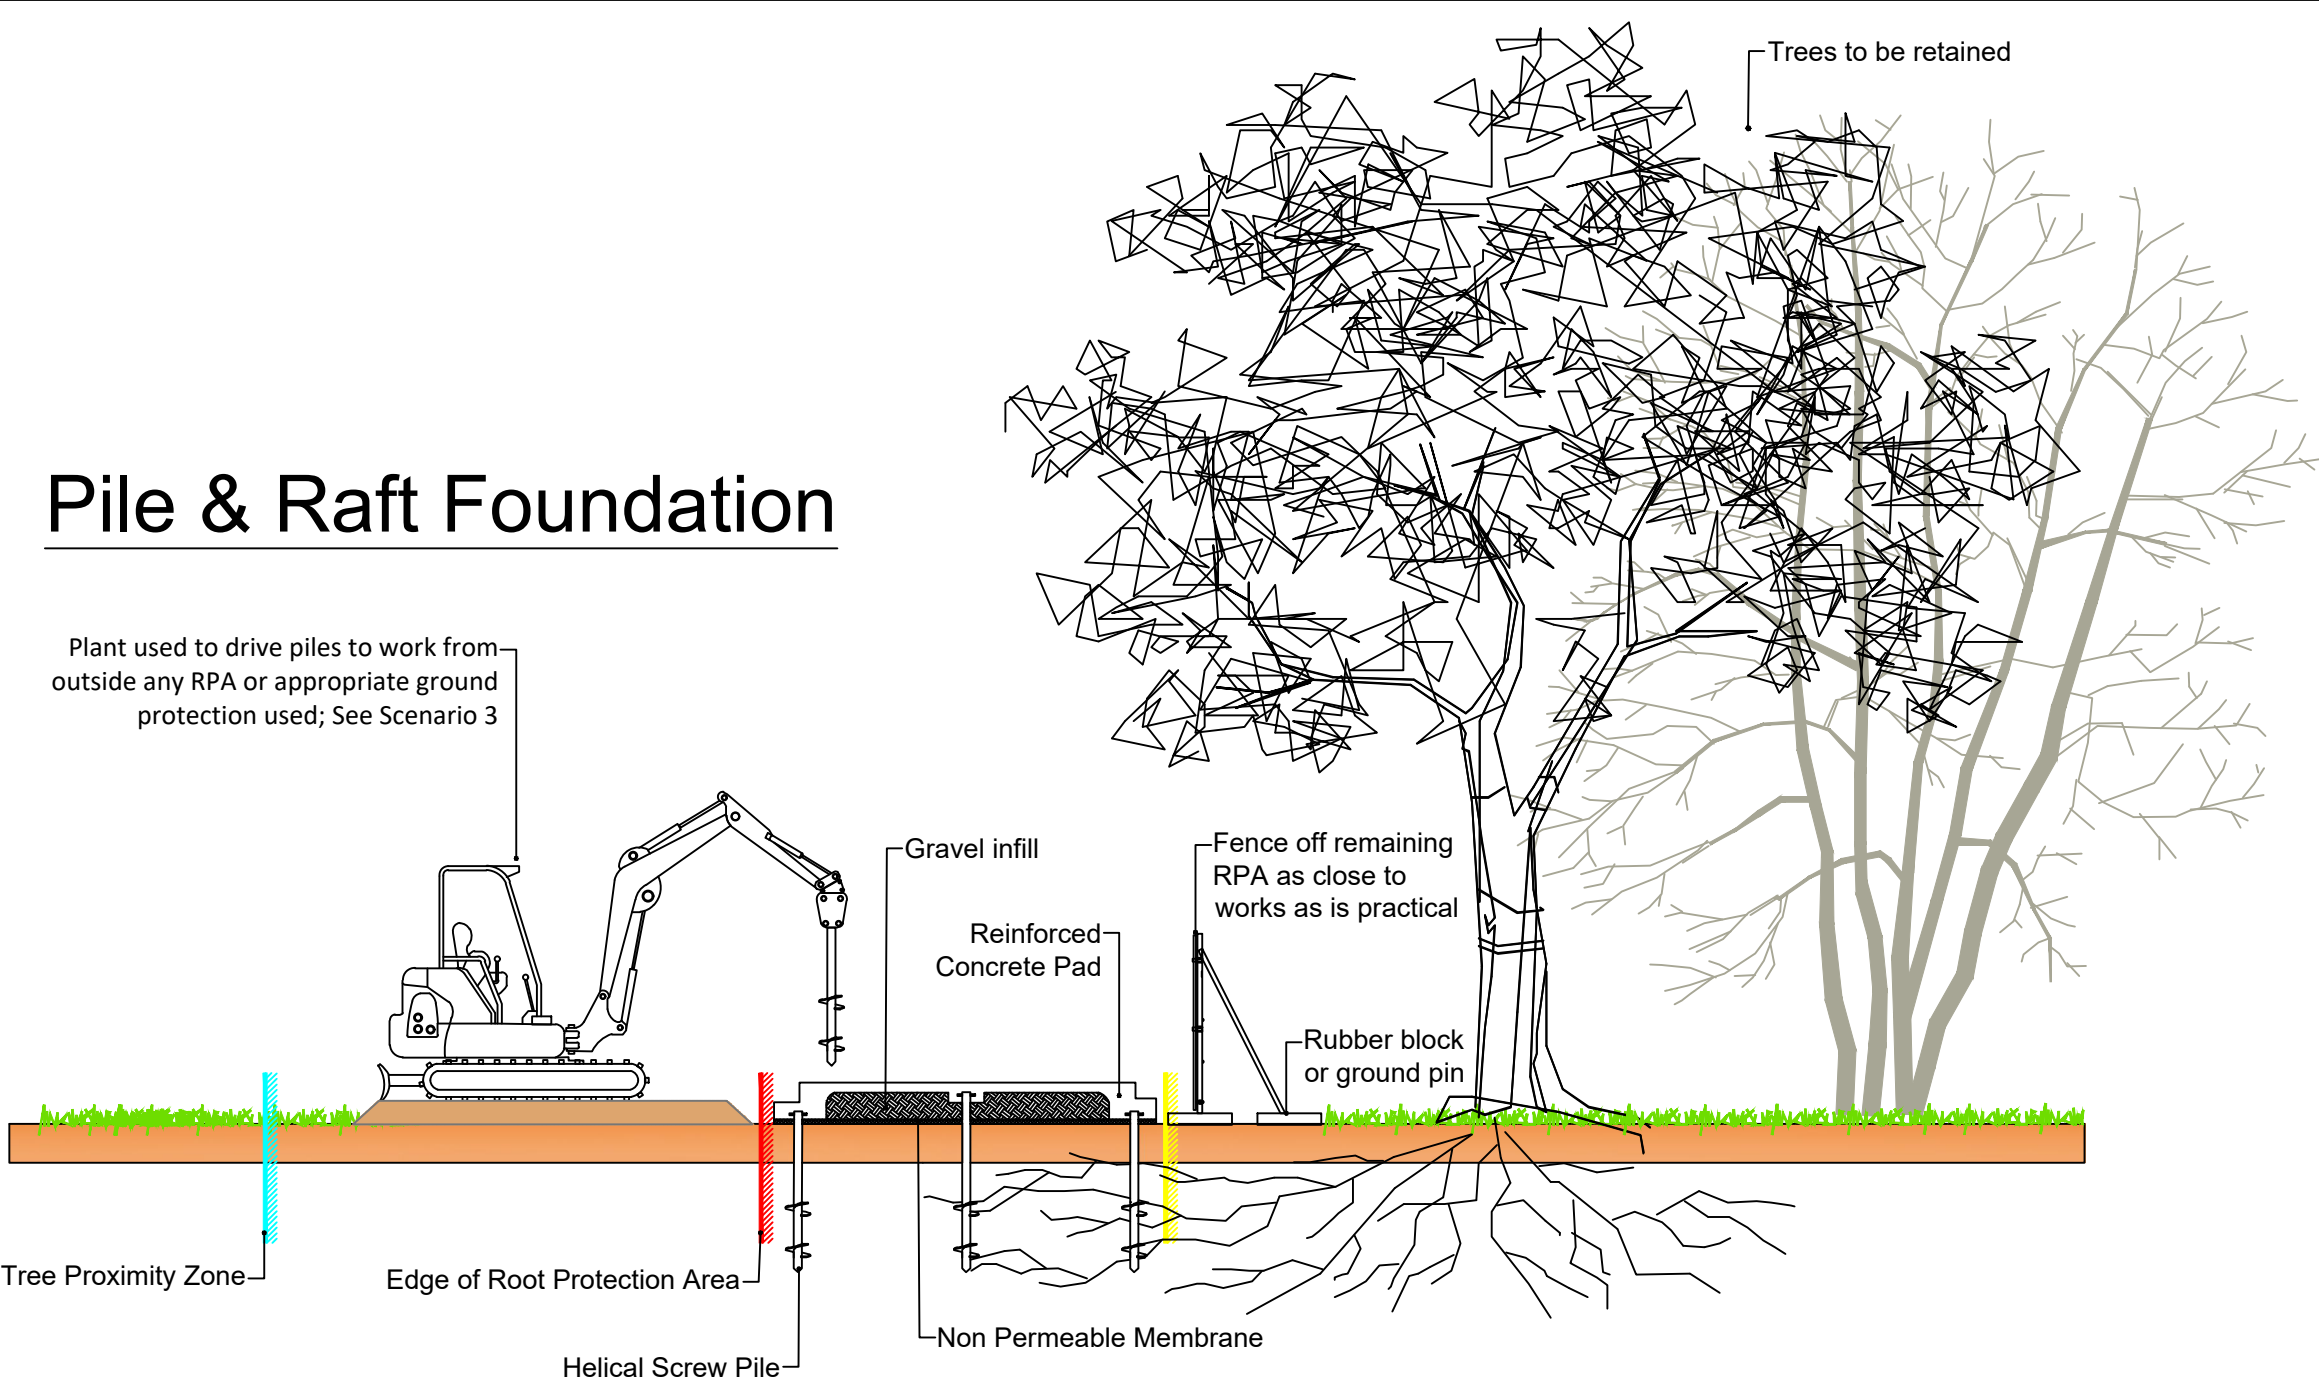 Trees to be retained
Pile & Raft Foundation
Plant used to drive piles to work from
outside any RPA or appropriate ground
protection used; See Scenario 3
Gravel infill
Reinforced
Concrete Pad
Fence off remaining
RPA as close to
works as is practical
Rubber block
or ground pin
Tree Proximity Zone
Edge of Root Protection Area
Non Permeable Membrane
Helical Screw Pile